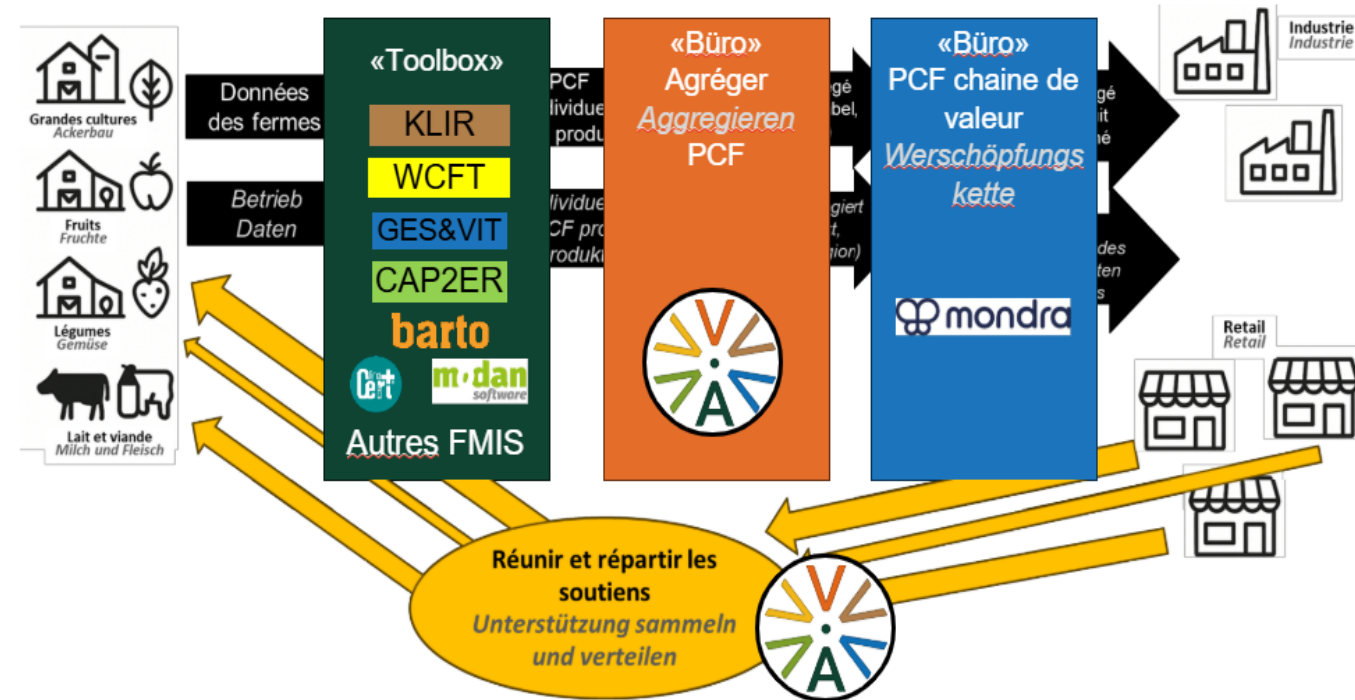 Grandes cultures
Ackerbau
Fruits
Fruchte
Légumes
Gemüse
Lait et viande
Milch und Fleisch
Données
des fermes
Betrieb
Daten
«Toolbox»
KLIR
WCFT
GES&VIT
CAP2ER
barto
Cert+
m·dan
software
Autres FMIS
PCF
«Büro»
Agréger
Aggregieren
PCF
A
«Büro»
PCF chaine de
valeur
Werschöpfungs
kette
mondra
Industrie
Industrie
Retail
Retail
Réunir et répartir les
soutiens
Unterstützung sammeln
und verteilen
A